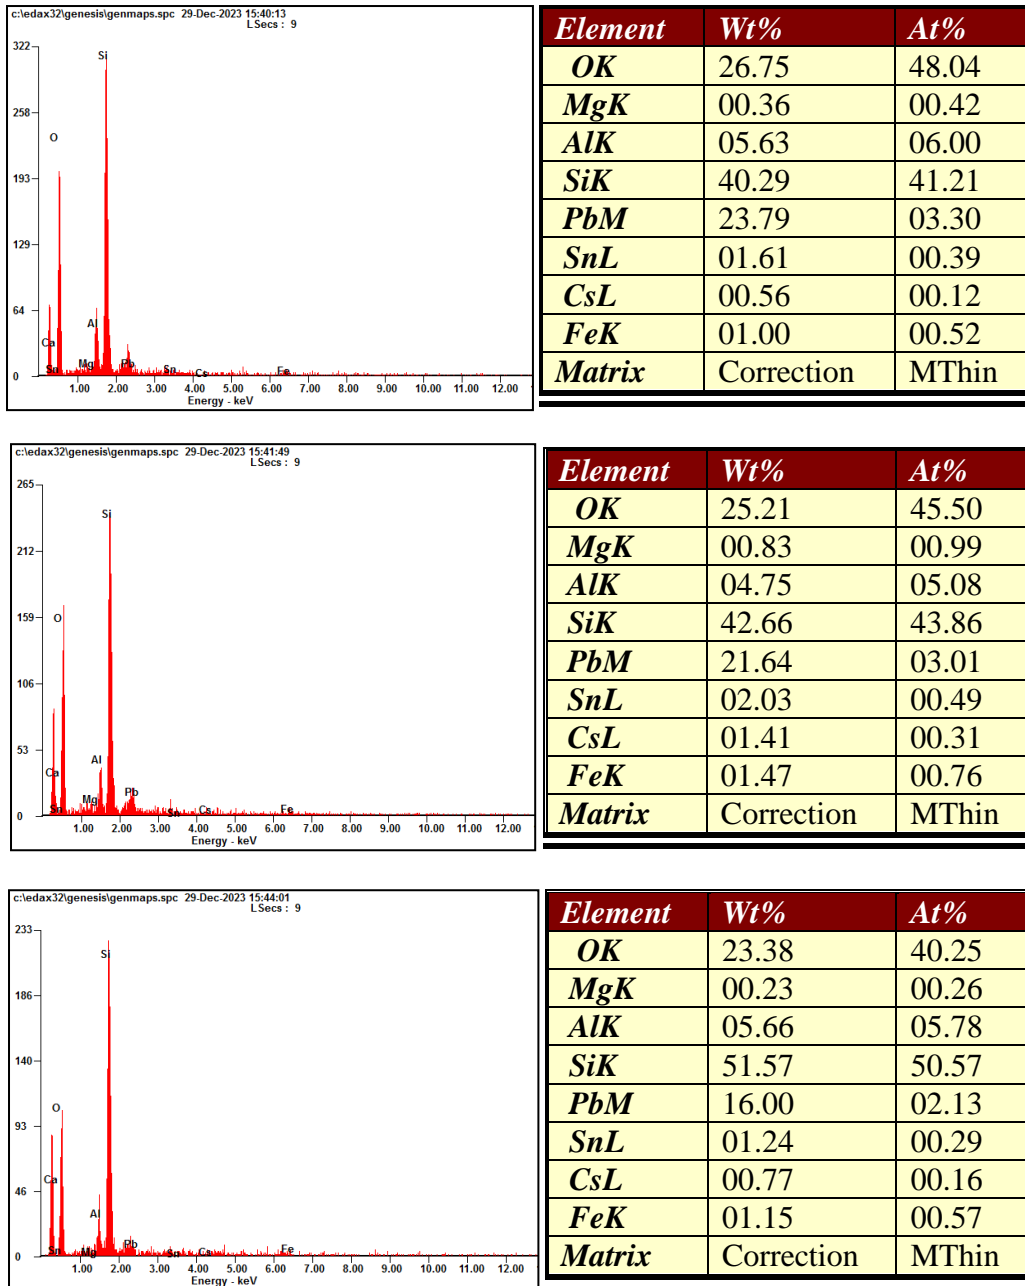 c:\edax32\genesis\genmaps.spc 29-Dec-2023 15:40:13
LSecs : 9
322
258
193
129
64
0
Si
O
Al
Ca
Sn
Mg
Pb
Sn
Cs
Fe
1.00 2.00 3.00 4.00 5.00 6.00 7.00 8.00 9.00 10.00 11.00 12.00
Energy - keV
Element Wt% At%
OK 26.75 48.04
MgK 00.36 00.42
AlK 05.63 06.00
SiK 40.29 41.21
PbM 23.79 03.30
SnL 01.61 00.39
CsL 00.56 00.12
FeK 01.00 00.52
Matrix Correction MThin
c:\edax32\genesis\genmaps.spc 29-Dec-2023 15:41:49
LSecs : 9
265
212
159
106
53
0
Si
O
Al
Ca
Sn
Mg
Pb
Sn
Cs
Fe
1.00 2.00 3.00 4.00 5.00 6.00 7.00 8.00 9.00 10.00 11.00 12.00
Energy - keV
Element Wt% At%
OK 25.21 45.50
MgK 00.83 00.99
AlK 04.75 05.08
SiK 42.66 43.86
PbM 21.64 03.01
SnL 02.03 00.49
CsL 01.41 00.31
FeK 01.47 00.76
Matrix Correction MThin
c:\edax32\genesis\genmaps.spc 29-Dec-2023 15:44:01
LSecs : 9
233
186
140
93
46
0
Si
O
Ca
Al
Sn
Mg
Pb
Sn
Cs
Fe
1.00 2.00 3.00 4.00 5.00 6.00 7.00 8.00 9.00 10.00 11.00 12.00
Energy - keV
Element Wt% At%
OK 23.38 40.25
MgK 00.23 00.26
AlK 05.66 05.78
SiK 51.57 50.57
PbM 16.00 02.13
SnL 01.24 00.29
CsL 00.77 00.16
FeK 01.15 00.57
Matrix Correction MThin